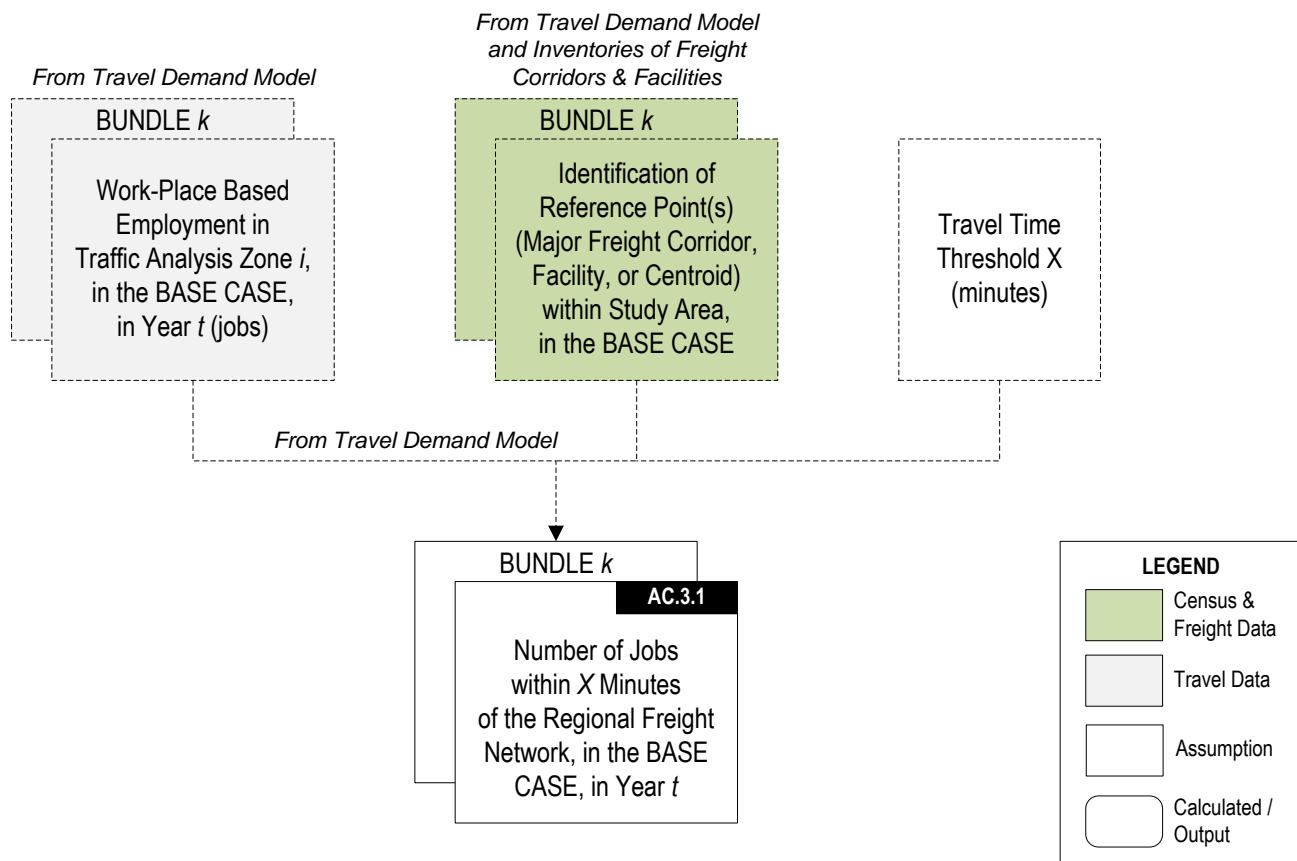 From Travel Demand Model
and Inventories of Freight
Corridors & Facilities
From Travel Demand Model
BUNDLE k
Work-Place Based
Employment in
Traffic Analysis Zone i,
in the BASE CASE,
in Year t (jobs)
BUNDLE k
Identification of
Reference Point(s)
(Major Freight Corridor,
Facility, or Centroid)
within Study Area,
in the BASE CASE
Travel Time
Threshold X
(minutes)
From Travel Demand Model
BUNDLE k
AC.3.1
Number of Jobs
within X Minutes
of the Regional Freight
Network, in the BASE
CASE, in Year t
LEGEND
Census &
Freight Data
Travel Data
Assumption
Calculated /
Output